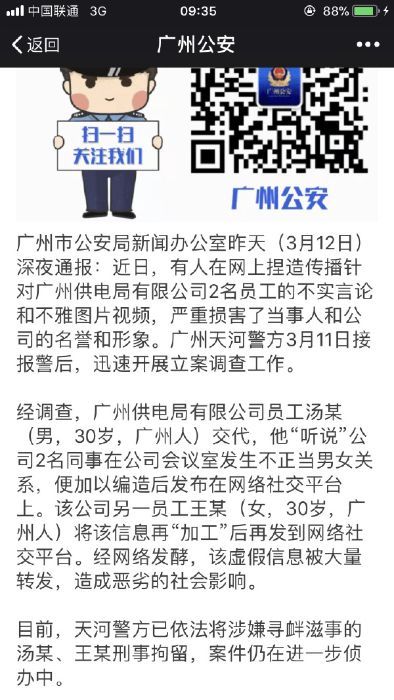 中国联通 3G 09:35 88%
返回 广州公安
扫一扫
关注我们
广州公安
广州公安
广州市公安局新闻办公室昨天（3月12日）
深夜通报：近日，有人在网上捏造传播针
对广州供电局有限公司2名员工的不实言论
和不雅图片视频，严重损害了当事人和公
司的名誉和形象。广州天河警方3月11日接
报警后，迅速开展立案调查工作。
经调查，广州供电局有限公司员工汤某
（男，30岁，广州人）交代，他“听说”公
司2名同事在公司会议室发生不正当男女关
系，便加以编造后发布在网络社交平台
上。该公司另一员工王某（女，30岁，广
州人）将该信息再“加工”后再发到网络社
交平台。经网络发酵，该虚假信息被大量
转发，造成恶劣的社会影响。
目前，天河警方已依法将涉嫌寻衅滋事的
汤某、王某刑事拘留，案件仍在进一步侦
办中。